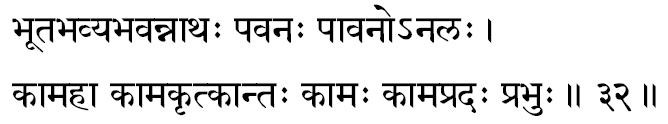 भूतभव्यभवन्नाथः पवनः पावनोऽनलः ।
कामहा कामकृत्कान्तः कामः कामप्रदः प्रभुः ॥ ३२ ॥